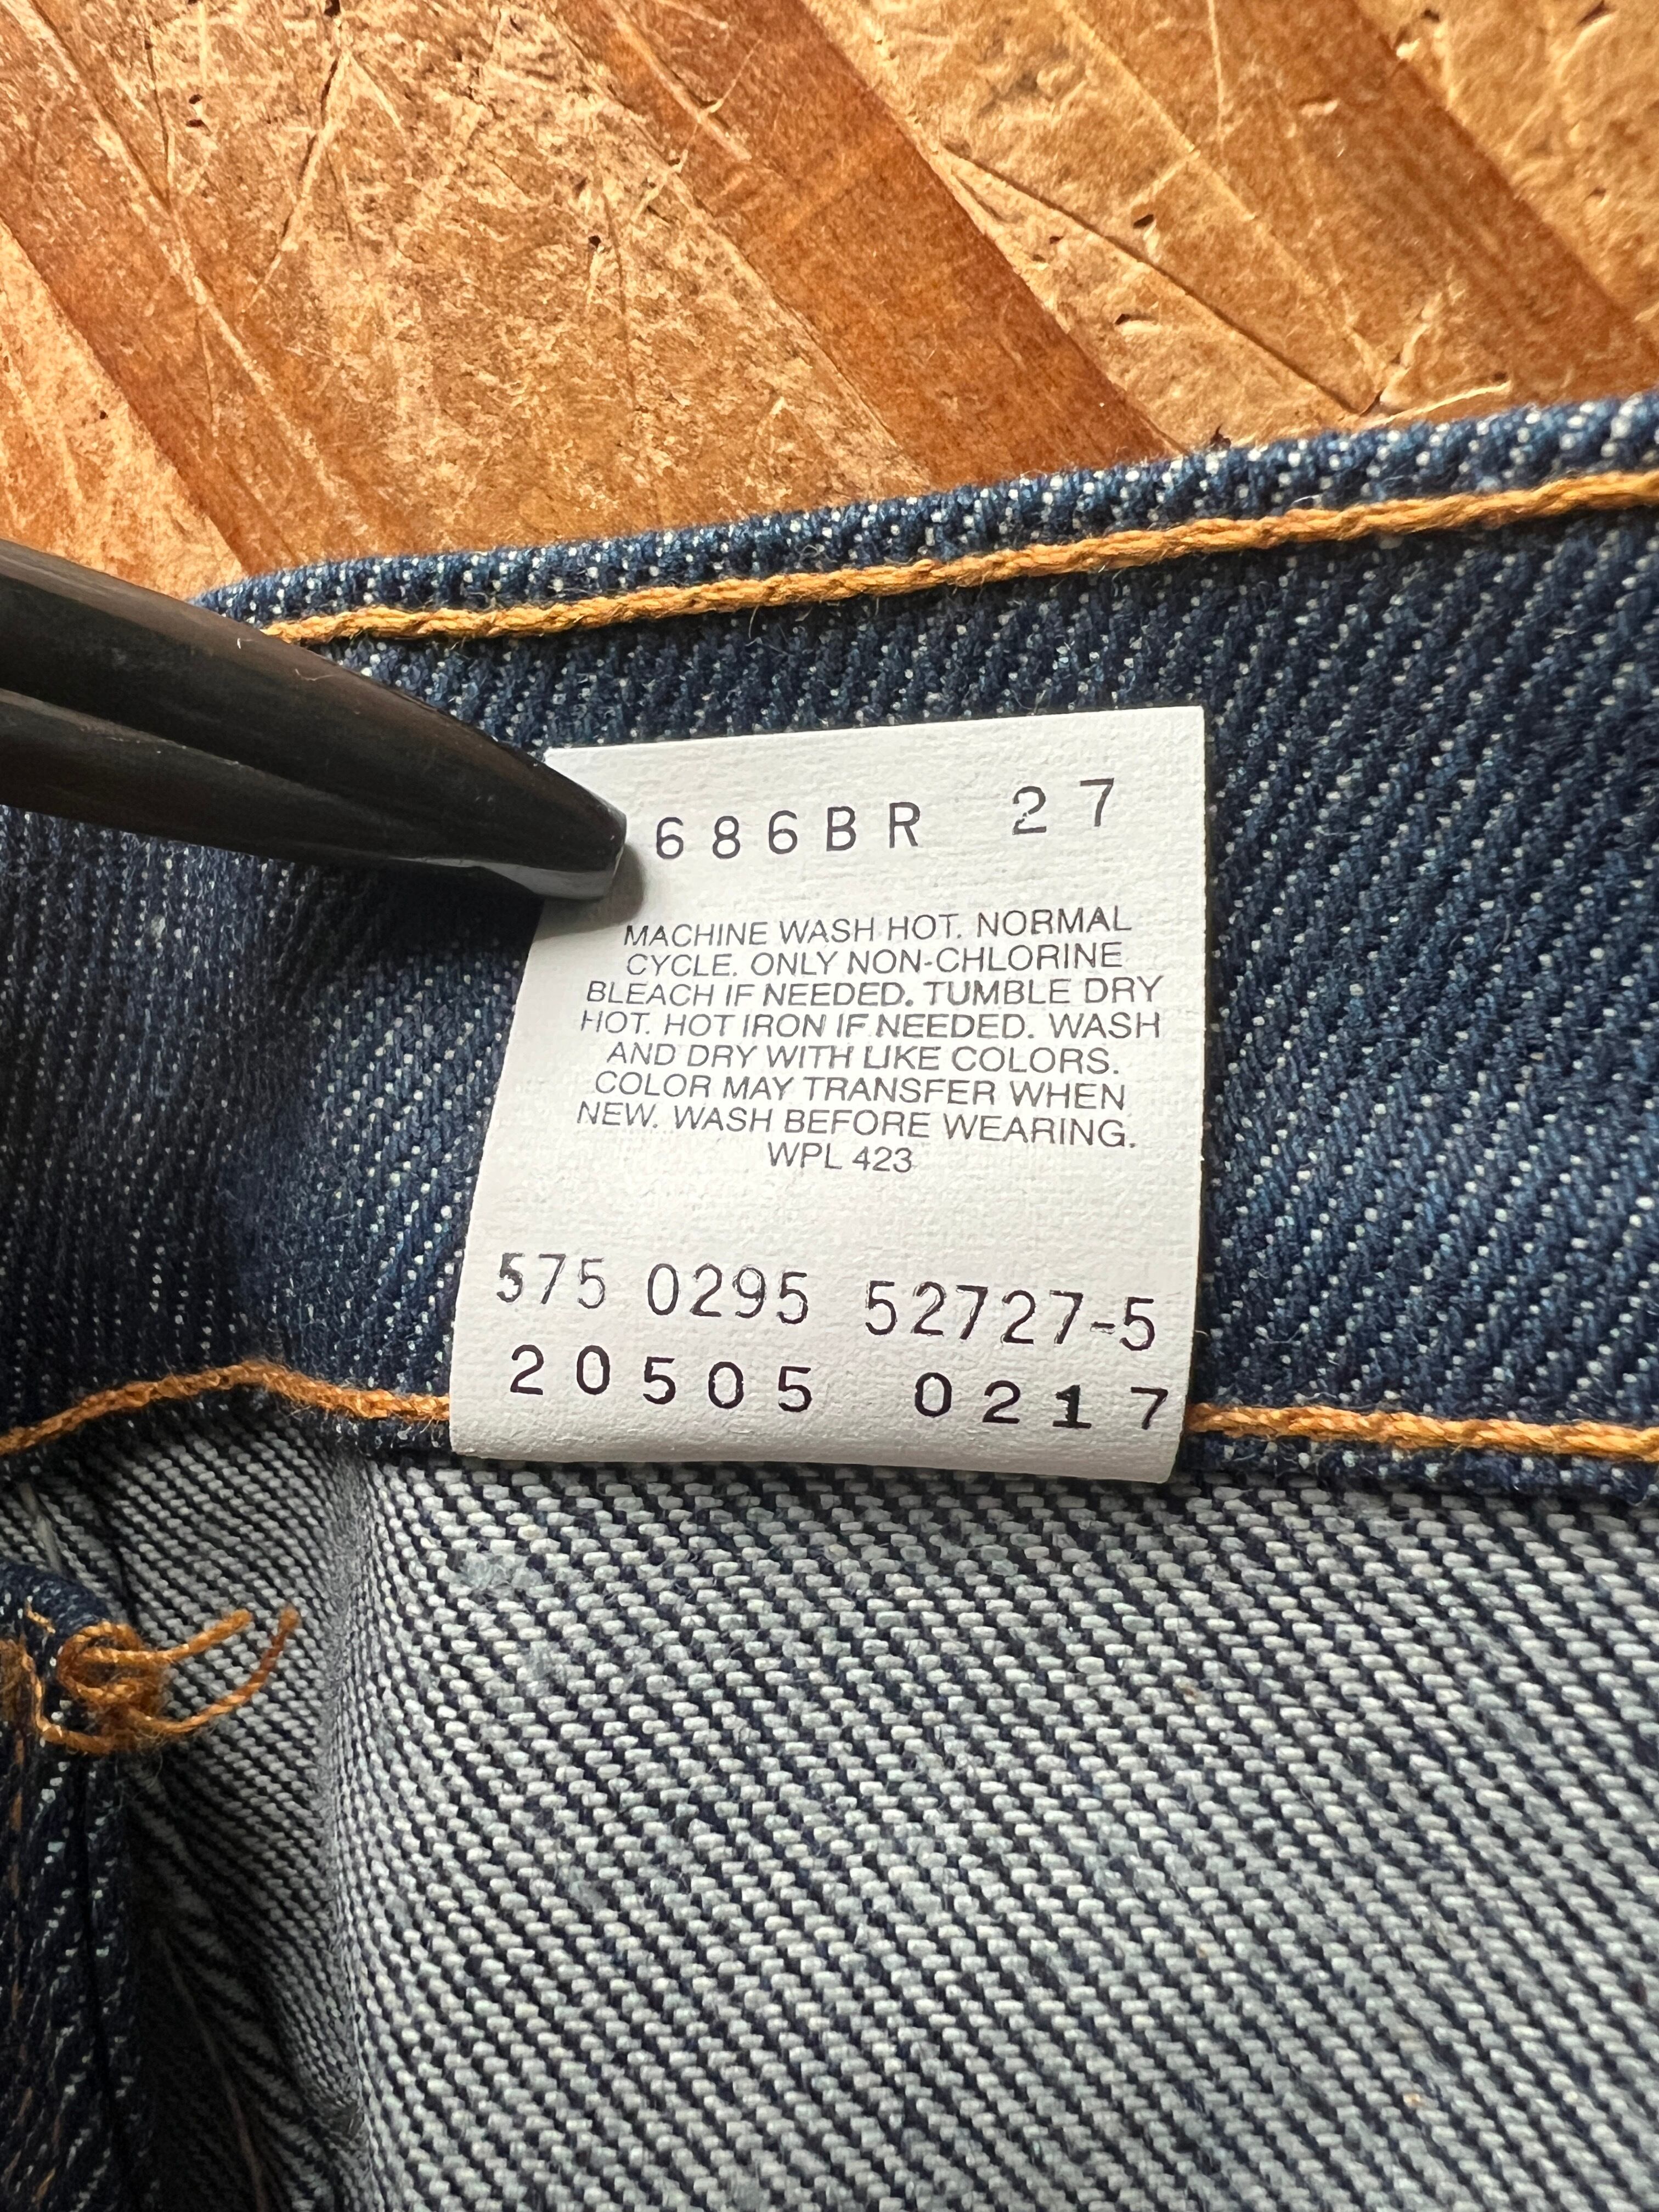 686BR 27
MACHINE WASH HOT. NORMAL
CYCLE. ONLY NON-CHLORINE
BLEACH IF NEEDED. TUMBLE DRY
HOT. HOT IRON IF NEEDED. WASH
AND DRY WITH LIKE COLORS.
COLOR MAY TRANSFER WHEN
NEW. WASH BEFORE WEARING.
WPL 423
575 0295 52727-5
20505 0217